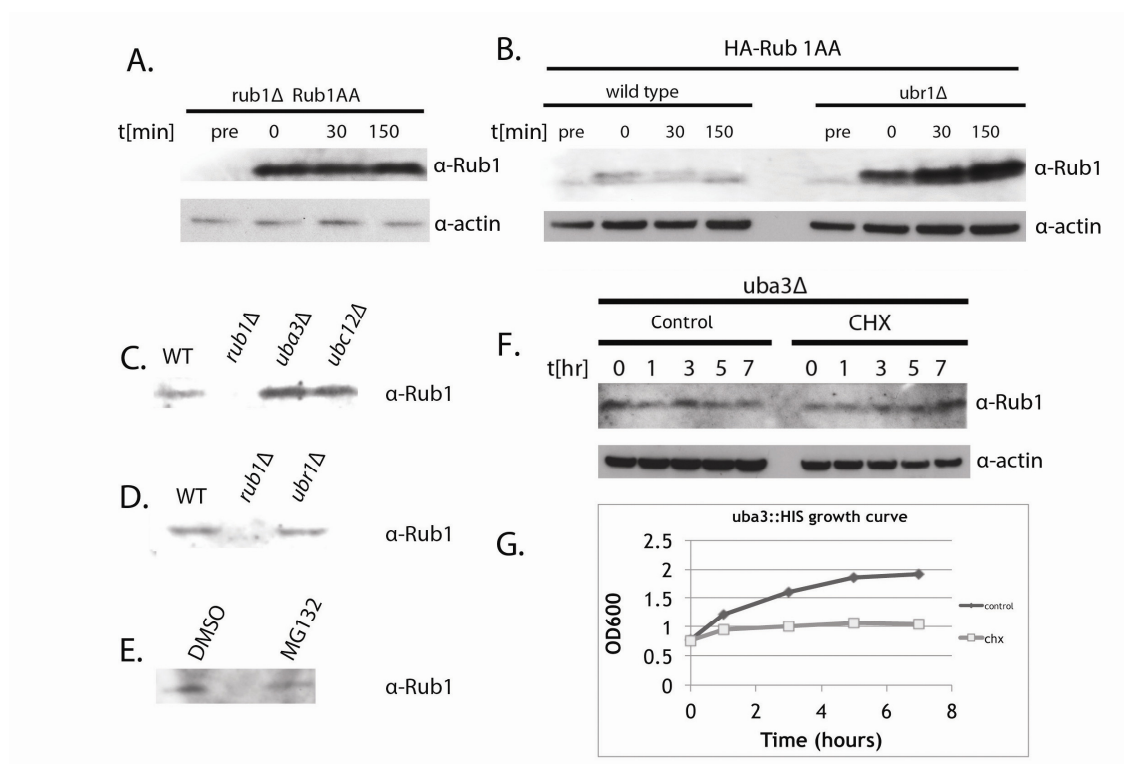 A.
rub1Δ Rub1AA
t[min] pre 0 30 150
α-Rub1
α-actin
B.
HA-Rub 1AA
wild type ubr1Δ
t[min] pre 0 30 150 pre 0 30 150
α-Rub1
α-actin
C.
WT rub1Δ uba3Δ ubc12Δ
α-Rub1
D.
WT rub1Δ ubr1Δ
α-Rub1
E.
DMSO MG132
α-Rub1
F.
uba3Δ
Control CHX
t[hr] 0 1 3 5 7 0 1 3 5 7
α-Rub1
α-actin
G.
uba3::HIS growth curve
OD600
2.5
2
1.5
1
0.5
0
0 2 4 6 8
Time (hours)
control
chx